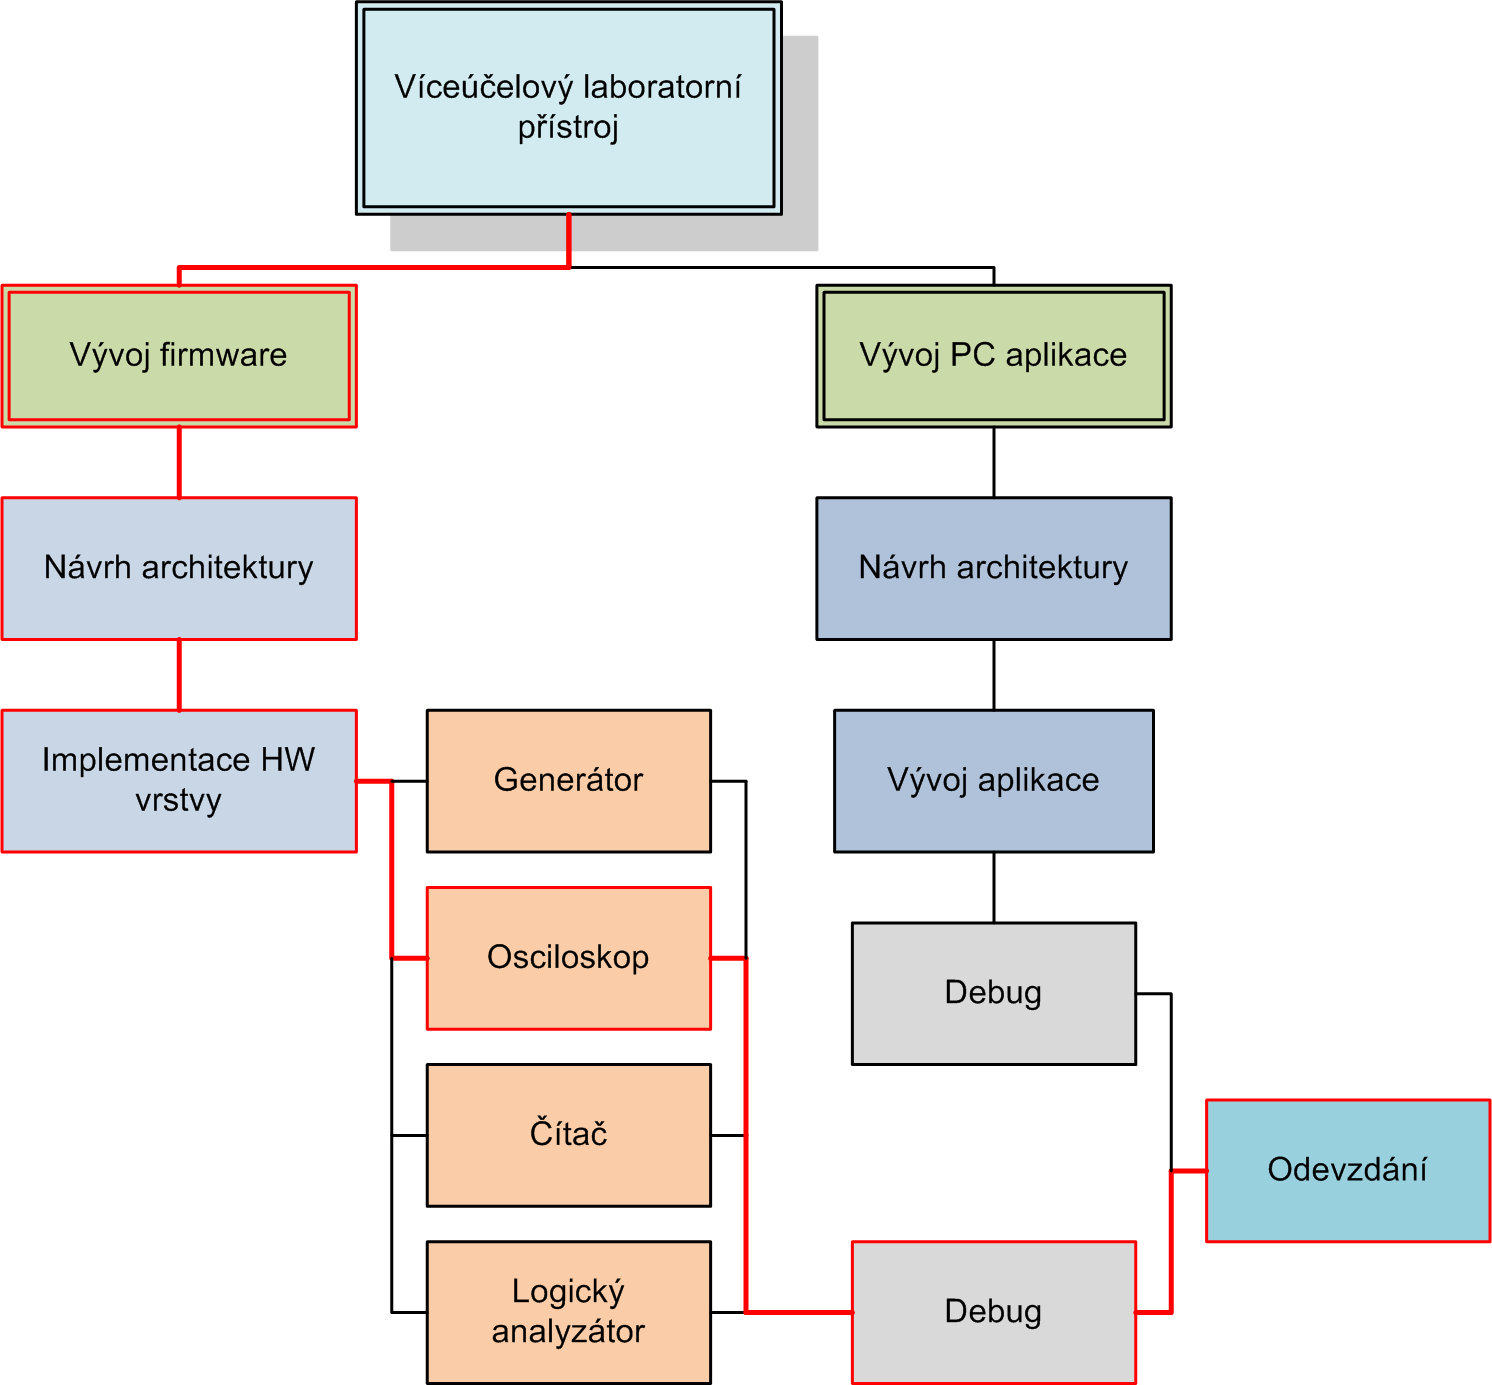 Víceúčelový laboratorní
přístroj
Vývoj firmware
Vývoj PC aplikace
Návrh architektury
Návrh architektury
Implementace HW
vrstvy
Generátor
Vývoj aplikace
Osciloskop
Debug
Čítač
Odevzdání
Logický
analyzátor
Debug